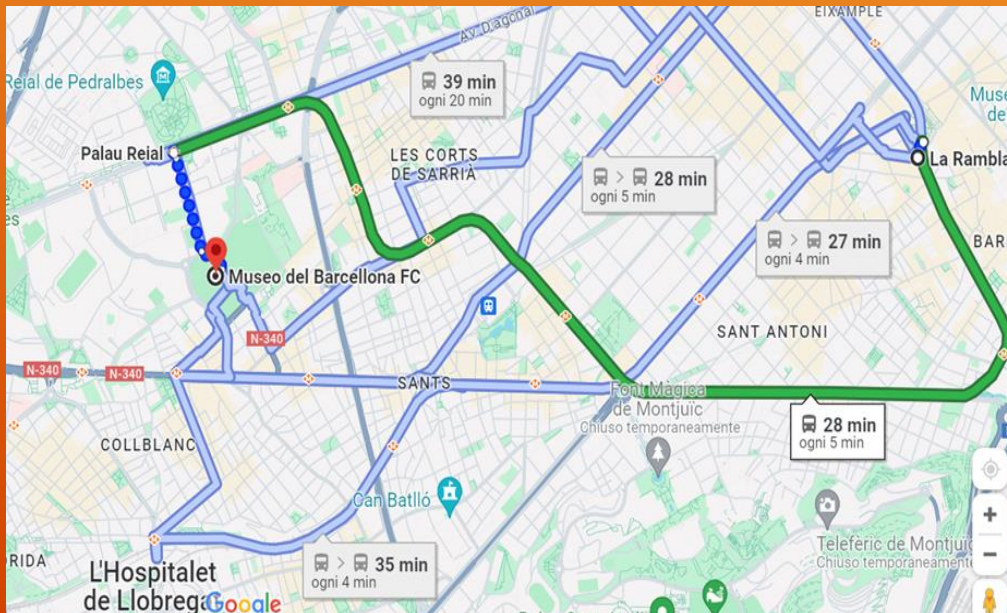 EIXAMPLE
Av. Diagonal
Reial de Pedralbes
39 min
ogni 20 min
Palau Reial
LES CORTS
DE SARRIÀ
La Rambla
> 28 min
ogni 5 min
> 27 min
ogni 4 min
Museo del Barcellona FC
N-340
SANT ANTONI
N-340
N-340
SANTS
Font Màgica
de Montjuïc
Chiuso temporaneamente
28 min
ogni 5 min
COLLBLANC
Can Batlló
Telefèric de Montjuïc
Chiuso temporaneamente
> 35 min
ogni 4 min
L'Hospitalet
de Llobrega
Google